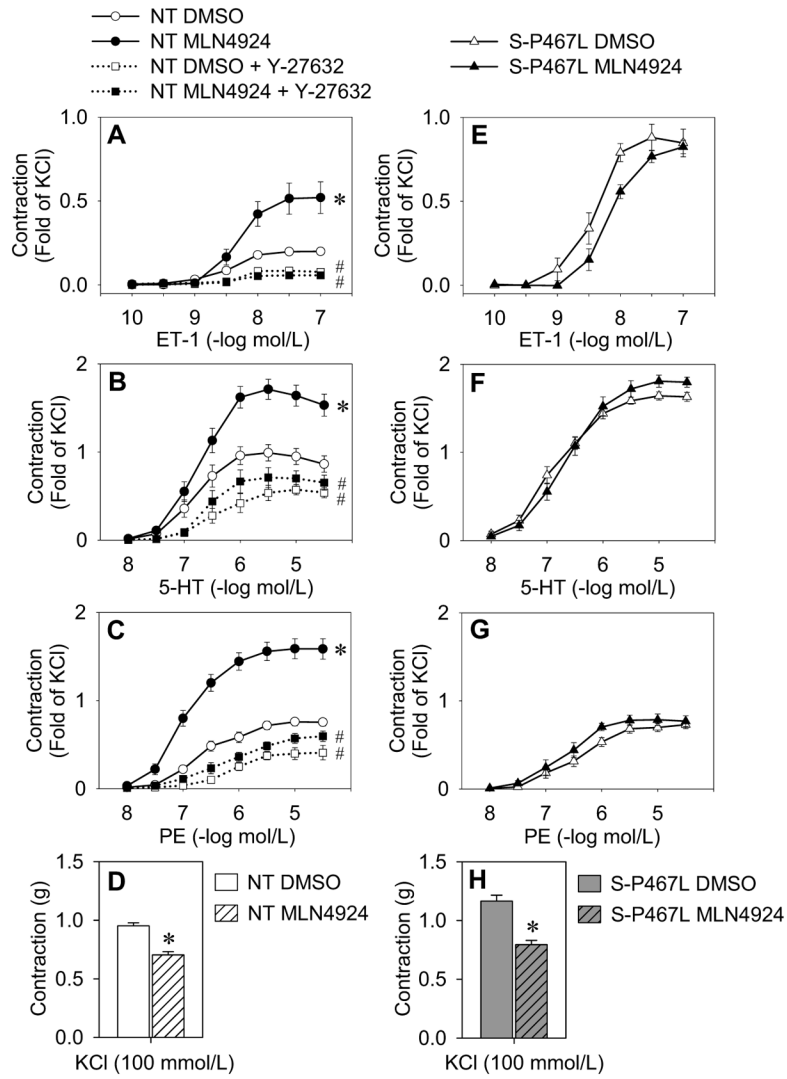 NT DMSO
NT MLN4924
NT DMSO + Y-27632
NT MLN4924 + Y-27632
S-P467L DMSO
S-P467L MLN4924
A
1.0
0.5
0.0
Contraction
(Fold of KCl)
*
#
#
10 9 8 7
ET-1 (-log mol/L)
E
1.0
0.5
0.0
Contraction
(Fold of KCl)
10 9 8 7
ET-1 (-log mol/L)
B
2
1
0
Contraction
(Fold of KCl)
*
#
#
8 7 6 5
5-HT (-log mol/L)
F
2
1
0
Contraction
(Fold of KCl)
8 7 6 5
5-HT (-log mol/L)
C
2
1
0
Contraction
(Fold of KCl)
*
#
#
8 7 6 5
PE (-log mol/L)
G
2
1
0
Contraction
(Fold of KCl)
8 7 6 5
PE (-log mol/L)
D
1.5
1.0
0.5
0.0
Contraction (g)
*
KCl (100 mmol/L)
NT DMSO
NT MLN4924
H
1.5
1.0
0.5
0.0
Contraction (g)
*
KCl (100 mmol/L)
S-P467L DMSO
S-P467L MLN4924